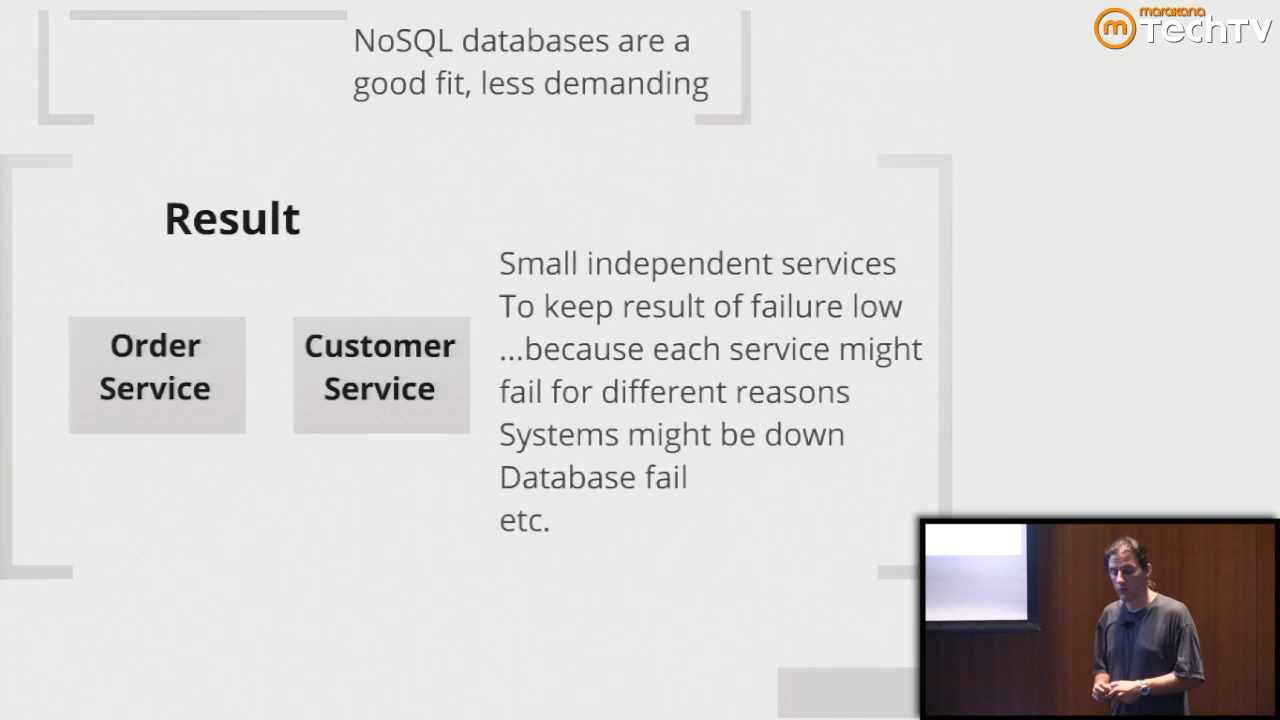 marakana
TechTV
NoSQL databases are a
good fit, less demanding
Result
Small independent services
To keep result of failure low
...because each service might
fail for different reasons
Systems might be down
Database fail
etc.
Order
Service
Customer
Service